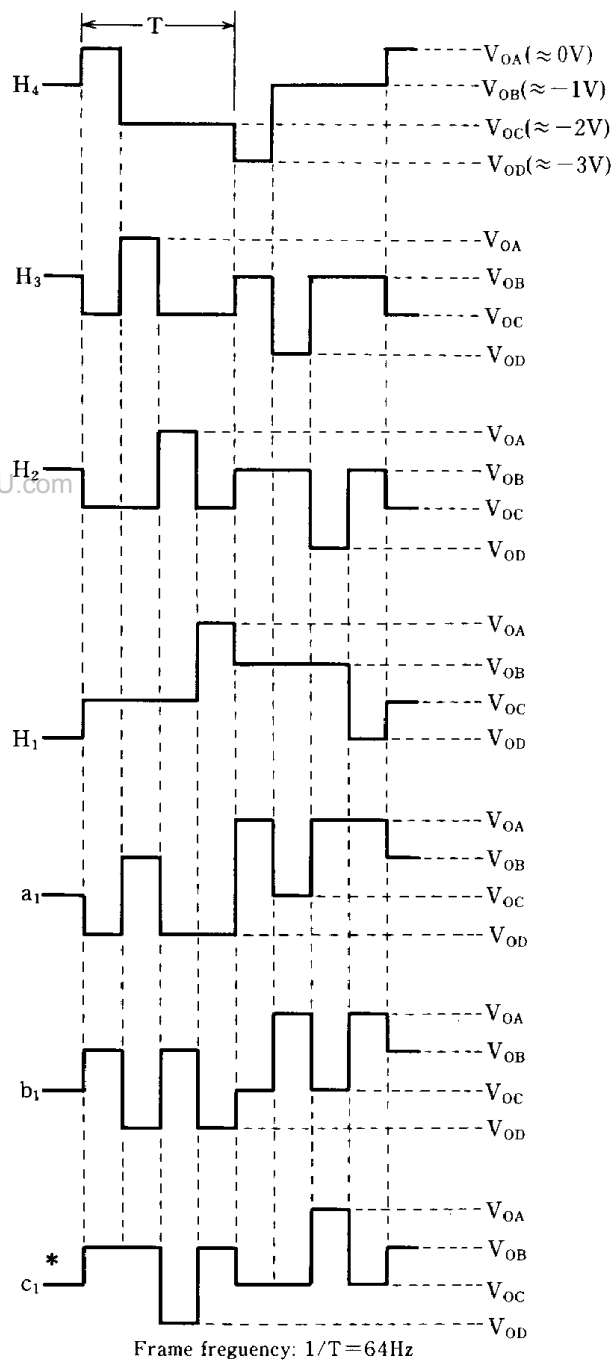 T
H4
VOA(≈0V)
VOB(≈−1V)
VOC(≈−2V)
VOD(≈−3V)
H3
VOA
VOB
VOC
VOD
H2
U.com
VOA
VOB
VOC
VOD
H1
VOA
VOB
VOC
VOD
a1
VOA
VOB
VOC
VOD
b1
VOA
VOB
VOC
VOD
* c1
VOA
VOB
VOC
VOD
Frame freguency: 1/T=64Hz